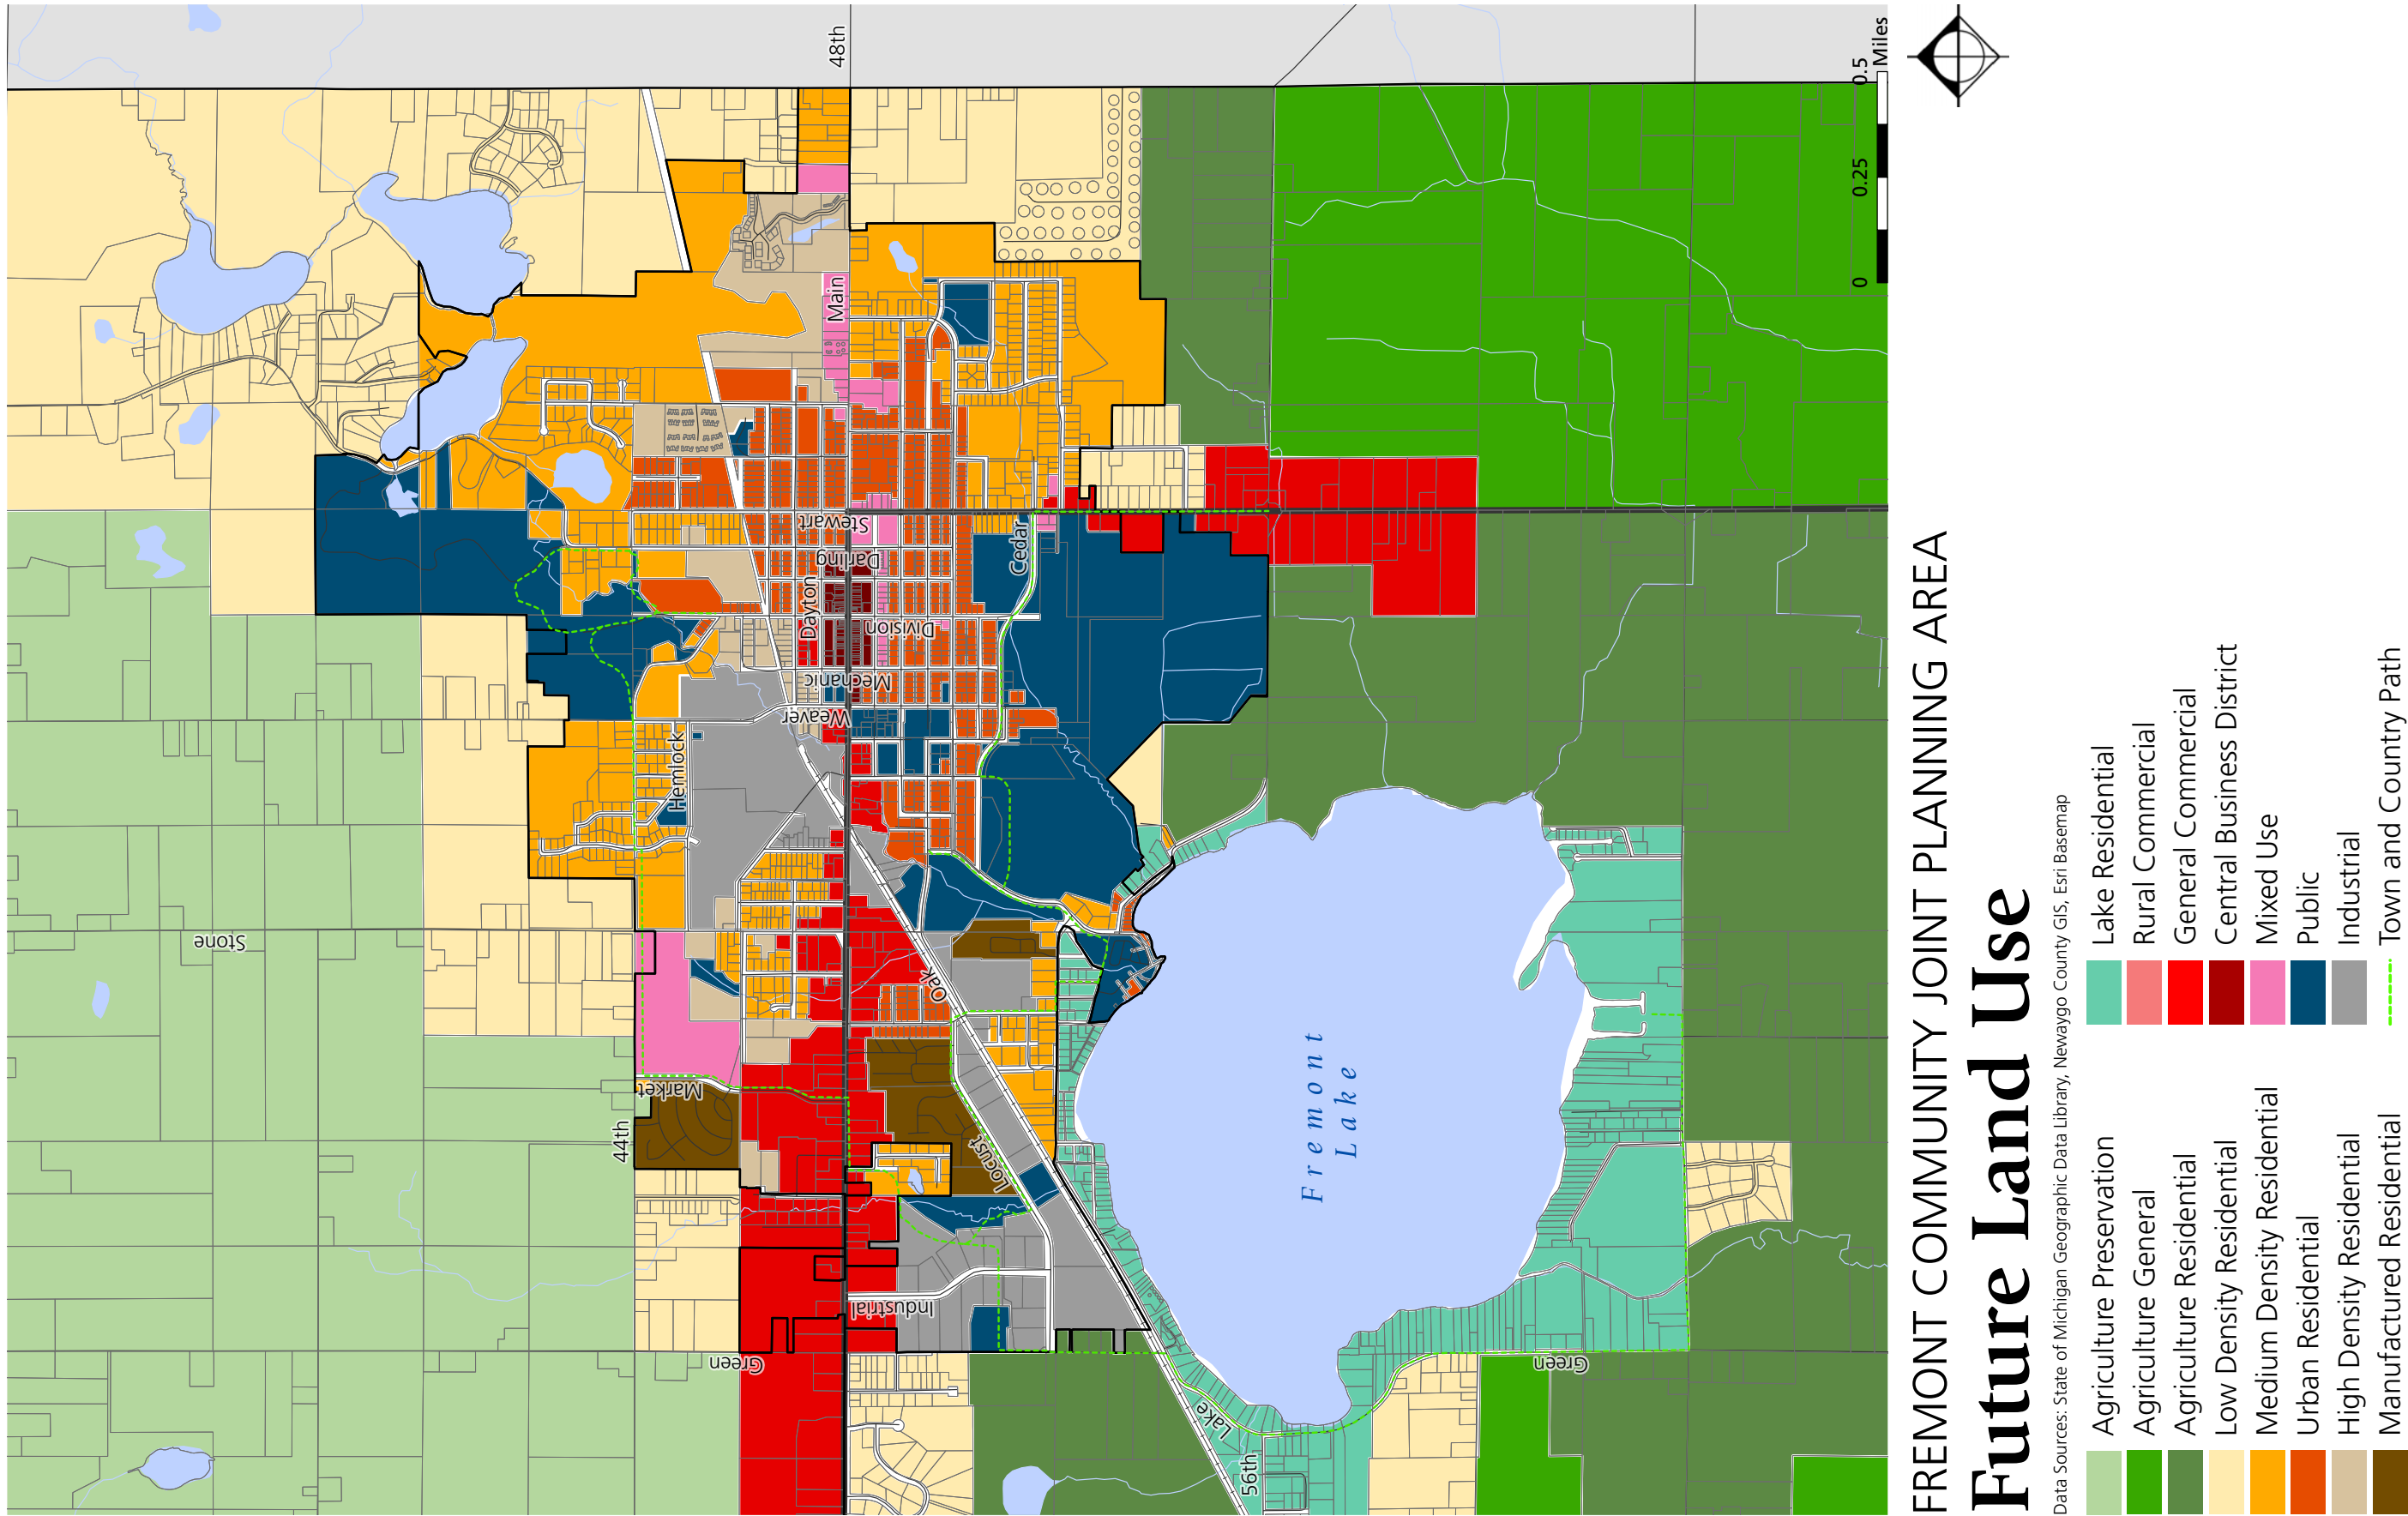 48th
Main
Stewart
Darling
Cedar
Dayton
Division
Mechanic
Weaver
Hemlock
Stone
Oak
Market
44th
Locust
Industrial
Green
Green
Lake
56th
Fremont
Lake
0 0.25 0.5
Miles
FREMONT COMMUNITY JOINT PLANNING AREA
Future Land Use
Data Sources: State of Michigan Geographic Data Library, Newaygo County GIS, Esri Basemap
Agriculture Preservation
Agriculture General
Agriculture Residential
Low Density Residential
Medium Density Residential
Urban Residential
High Density Residential
Manufactured Residential
Lake Residential
Rural Commercial
General Commercial
Central Business District
Mixed Use
Public
Industrial
Town and Country Path